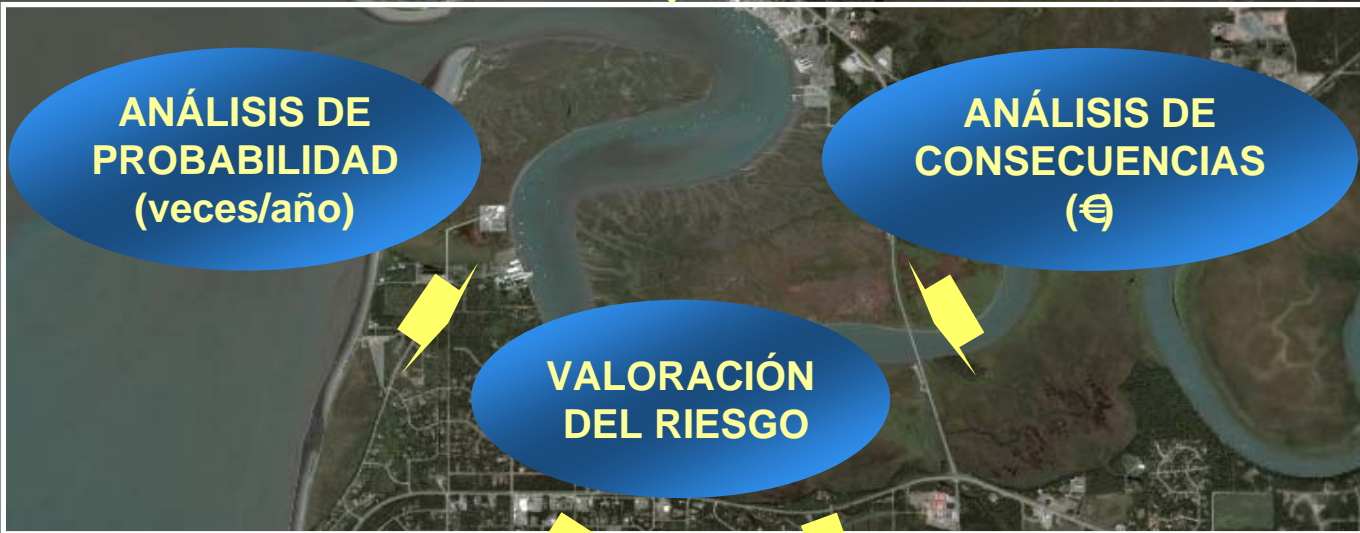 ANÁLISIS DE
PROBABILIDAD
(veces/año)
ANÁLISIS DE
CONSECUENCIAS
(€)
VALORACIÓN
DEL RIESGO